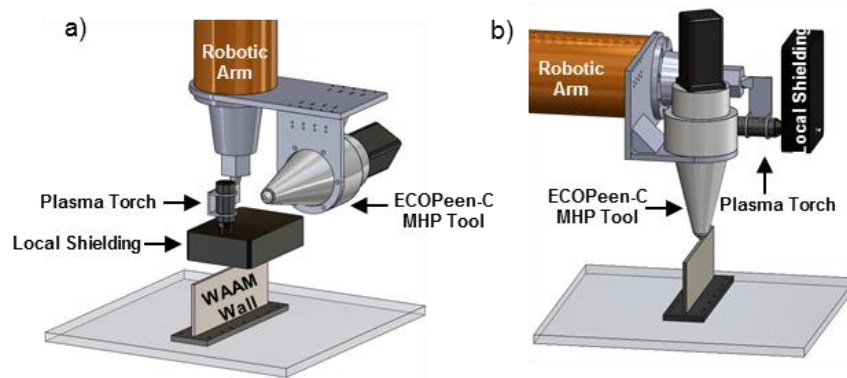 a)
Robotic
Arm
Plasma Torch
ECOPeen-C
MHP Tool
Local Shielding
WAAM
Wall
b)
Robotic
Arm
Local Shielding
ECOPeen-C
MHP Tool
Plasma Torch